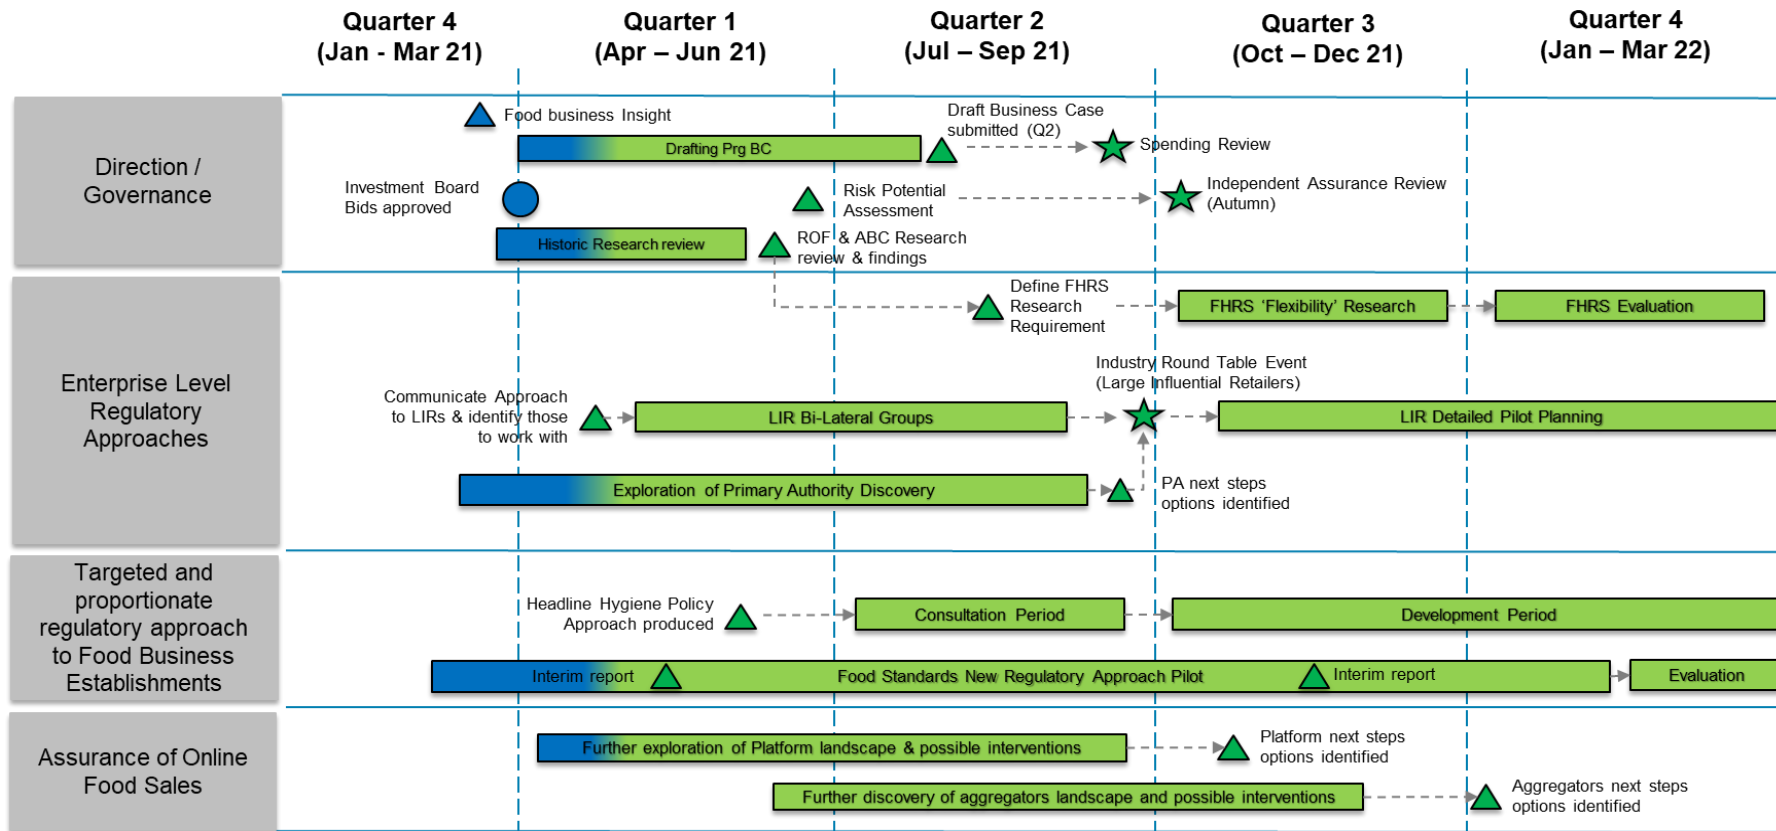 Quarter 4
(Jan - Mar 21)
Quarter 1
(Apr – Jun 21)
Quarter 2
(Jul – Sep 21)
Quarter 3
(Oct – Dec 21)
Quarter 4
(Jan – Mar 22)
Direction /
Governance
Food business Insight
Drafting Prg BC
Draft Business Case
submitted (Q2)
Spending Review
Investment Board
Bids approved
Risk Potential
Assessment
Independent Assurance Review
(Autumn)
Historic Research review
ROF & ABC Research
review & findings
Enterprise Level
Regulatory
Approaches
Define FHRS
Research
Requirement
FHRS ‘Flexibility’ Research
FHRS Evaluation
Communicate Approach
to LIRs & identify those
to work with
LIR Bi-Lateral Groups
Industry Round Table Event
(Large Influential Retailers)
LIR Detailed Pilot Planning
Exploration of Primary Authority Discovery
PA next steps
options identified
Targeted and
proportionate
regulatory approach
to Food Business
Establishments
Headline Hygiene Policy
Approach produced
Consultation Period
Development Period
Interim report
Food Standards New Regulatory Approach Pilot
Interim report
Evaluation
Assurance of Online
Food Sales
Further exploration of Platform landscape & possible interventions
Platform next steps
options identified
Further discovery of aggregators landscape and possible interventions
Aggregators next steps
options identified